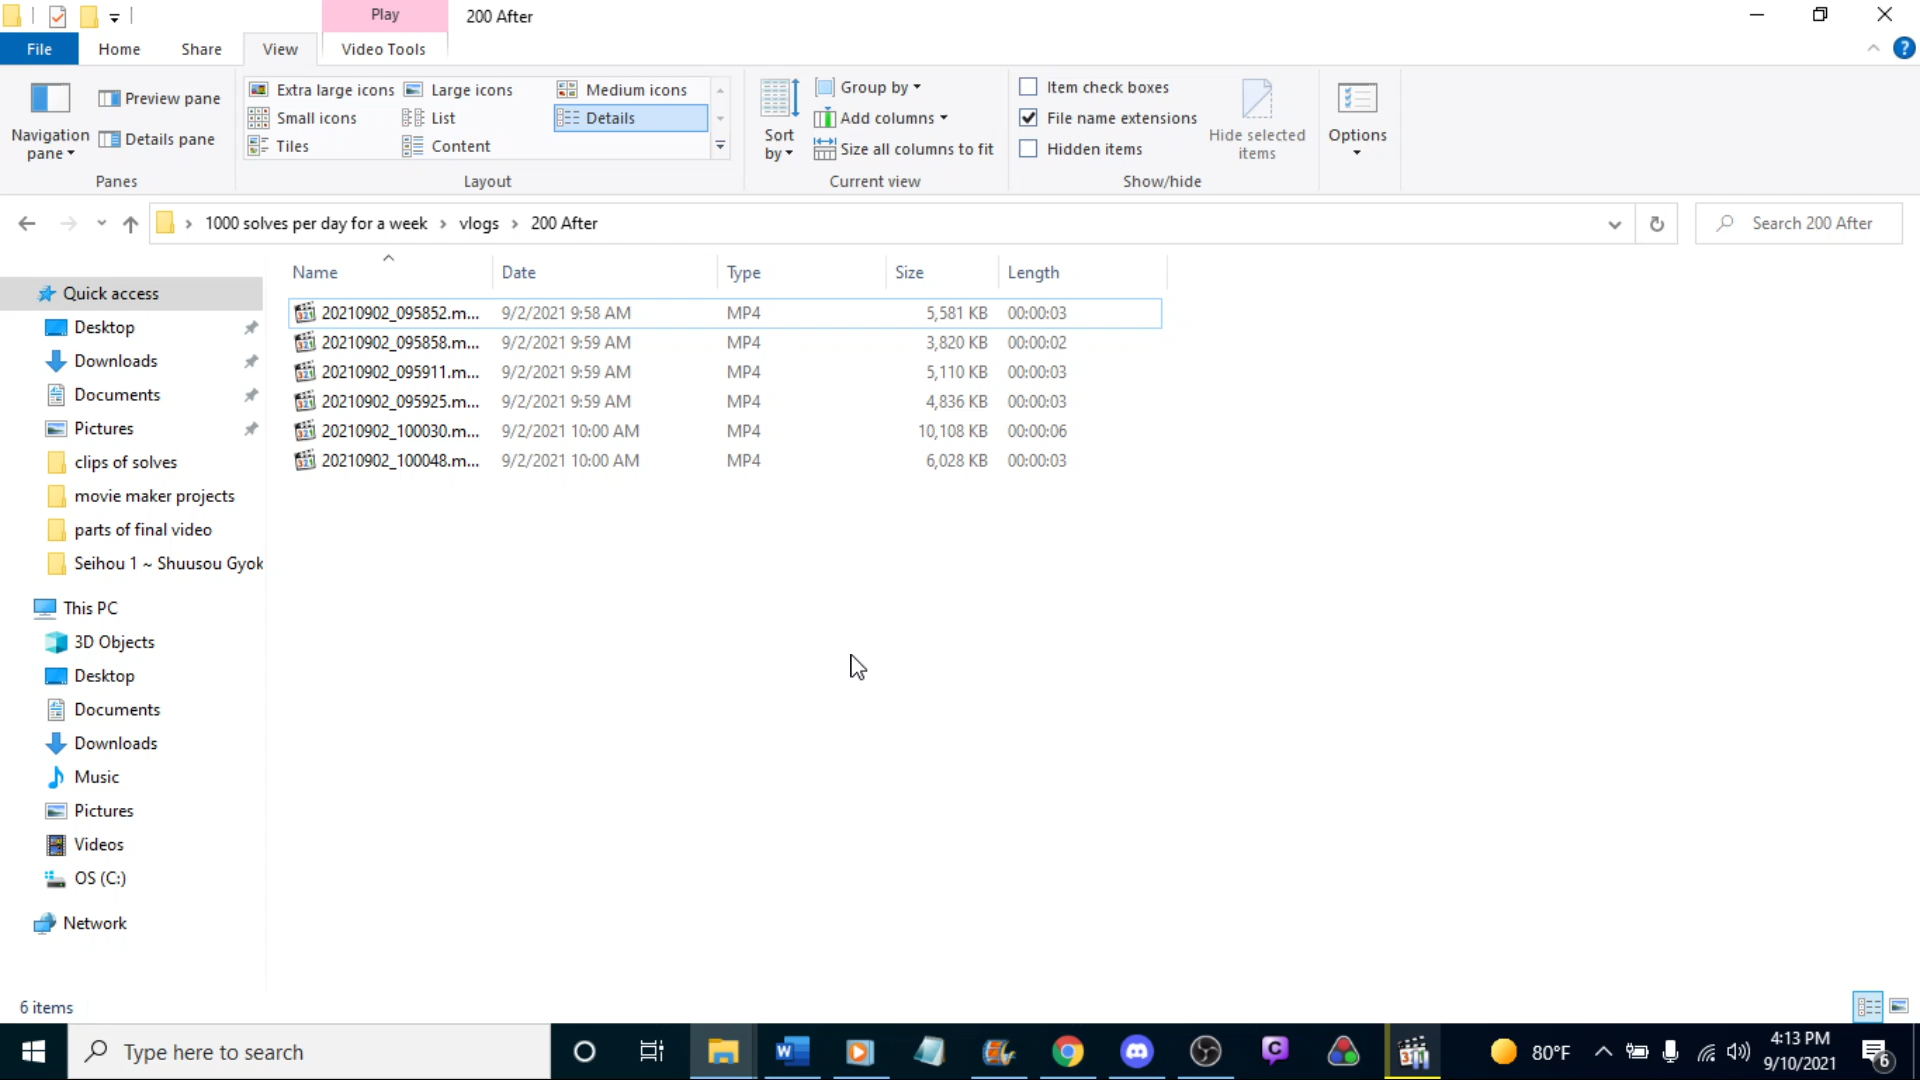 Play
200 After
File
Home
Share
View
Video Tools
Extra large icons
Large icons
Medium icons
Small icons
List
Details
Tiles
Content
Layout
Navigation
pane
Preview pane
Details pane
Panes
Sort
by
Group by
Add columns
Size all columns to fit
Current view
Item check boxes
File name extensions
Hidden items
Hide selected
items
Show/hide
Options
1000 solves per day for a week > vlogs > 200 After
Search 200 After
Name Date Type Size Length
20210902_095852.m... 9/2/2021 9:58 AM MP4 5,581 KB 00:00:03
20210902_095858.m... 9/2/2021 9:59 AM MP4 3,820 KB 00:00:02
20210902_095911.m... 9/2/2021 9:59 AM MP4 5,110 KB 00:00:03
20210902_095925.m... 9/2/2021 9:59 AM MP4 4,836 KB 00:00:03
20210902_100030.m... 9/2/2021 10:00 AM MP4 10,108 KB 00:00:06
20210902_100048.m... 9/2/2021 10:00 AM MP4 6,028 KB 00:00:03
Quick access
Desktop
Downloads
Documents
Pictures
clips of solves
movie maker projects
parts of final video
Seihou 1 ~ Shuusou Gyok
This PC
3D Objects
Desktop
Documents
Downloads
Music
Pictures
Videos
OS (C:)
Network
6 items
Type here to search
80°F
4:13 PM
9/10/2021
6